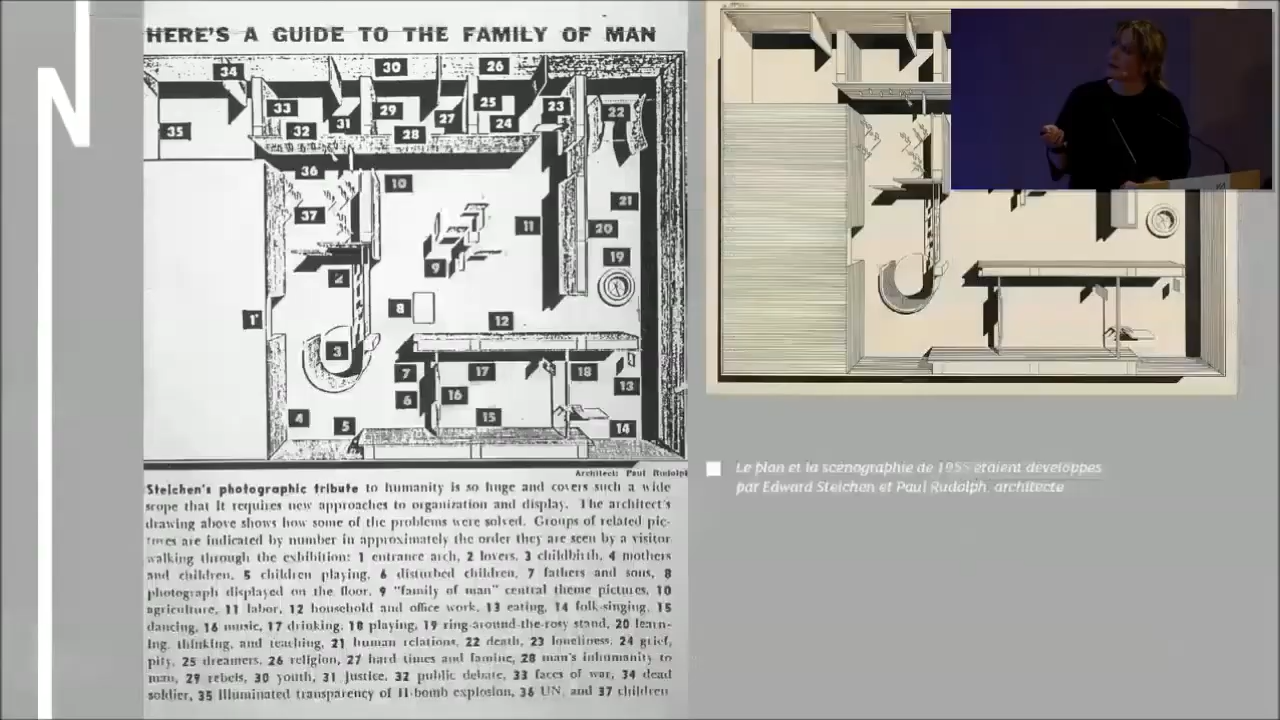 N
HERE'S A GUIDE TO THE FAMILY OF MAN
34
30
26
33
29
25
23
22
35
32
31
28
27
24
36
10
37
11
21
20
2
9
19
1
8
12
3
7
17
18
13
6
16
4
5
15
14
Architect: Paul Rudolph
Steichen's photographic tribute to humanity is so huge and covers such a wide
scope that it requires new approaches to organization and display. The architect's
drawing above shows how some of the problems were solved. Groups of related pic-
tures are indicated by number in approximately the order they are seen by a visitor
walking through the exhibition: 1 entrance arch, 2 lovers, 3 childbirth, 4 mothers
and children, 5 children playing, 6 disturbed children, 7 fathers and sons, 8
photograph displayed on the floor, 9 "family of man" central theme pictures, 10
agriculture, 11 labor, 12 household and office work, 13 eating, 14 folk-singing, 15
dancing, 16 music, 17 drinking, 18 playing, 19 ring-around-the-rosy stand, 20 learn-
ing, thinking, and teaching, 21 human relations, 22 death, 23 loneliness, 24 grief,
pity, 25 dreamers, 26 religion, 27 hard times and famine, 28 man's inhumanity to
man, 29 rebels, 30 youth, 31 justice, 32 public debate, 33 faces of war, 34 dead
soldier, 35 illuminated transparency of H-bomb explosion, 36 UN, and 37 children
Le plan et la scénographie de 1955 étaient développés
par Edward Steichen et Paul Rudolph, architecte